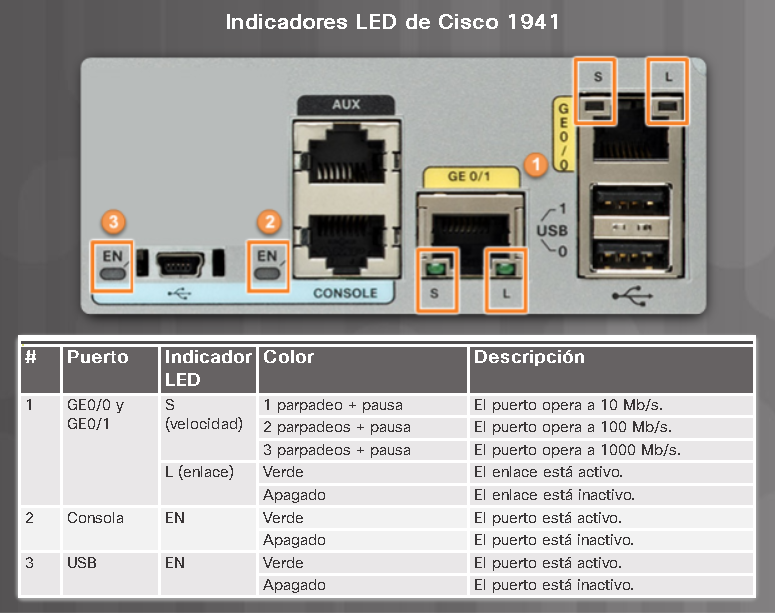 Indicadores LED de Cisco 1941
S L
AUX
G
E
0
/
0
1
GE 0/1
3
2
1
USB
0
EN
EN
S L
CONSOLE
# Puerto Indicador LED Color Descripción
1 GE0/0 y GE0/1 S (velocidad) 1 parpadeo + pausa El puerto opera a 10 Mb/s.
2 parpadeos + pausa El puerto opera a 100 Mb/s.
3 parpadeos + pausa El puerto opera a 1000 Mb/s.
L (enlace) Verde El enlace está activo.
Apagado El enlace está inactivo.
2 Consola EN Verde El puerto está activo.
Apagado El puerto está inactivo.
3 USB EN Verde El puerto está activo.
Apagado El puerto está inactivo.